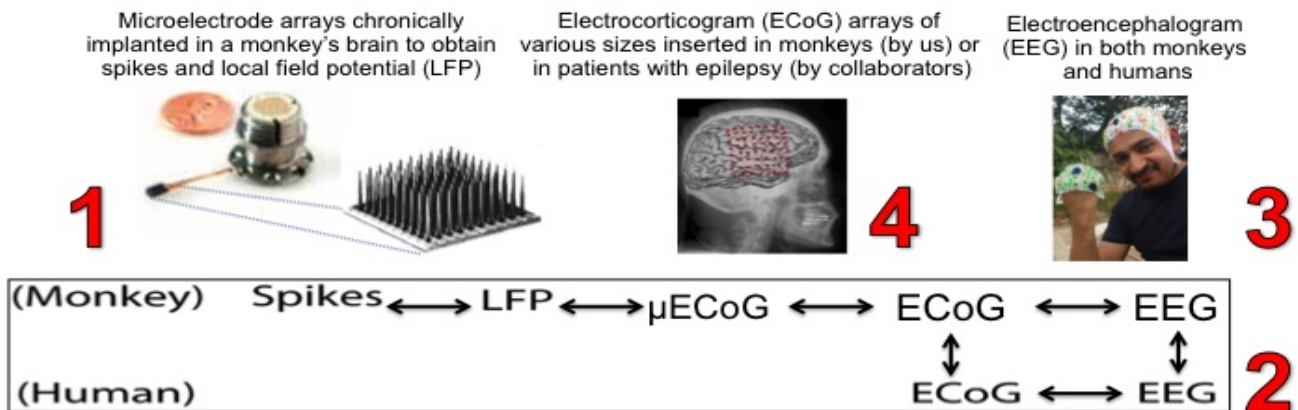 Microelectrode arrays chronically
implanted in a monkey's brain to obtain
spikes and local field potential (LFP)
Electrocorticogram (ECoG) arrays of
various sizes inserted in monkeys (by us) or
in patients with epilepsy (by collaborators)
Electroencephalogram
(EEG) in both monkeys
and humans
1
4
3
(Monkey) Spikes LFP µECoG ECoG EEG
(Human) ECoG EEG
2